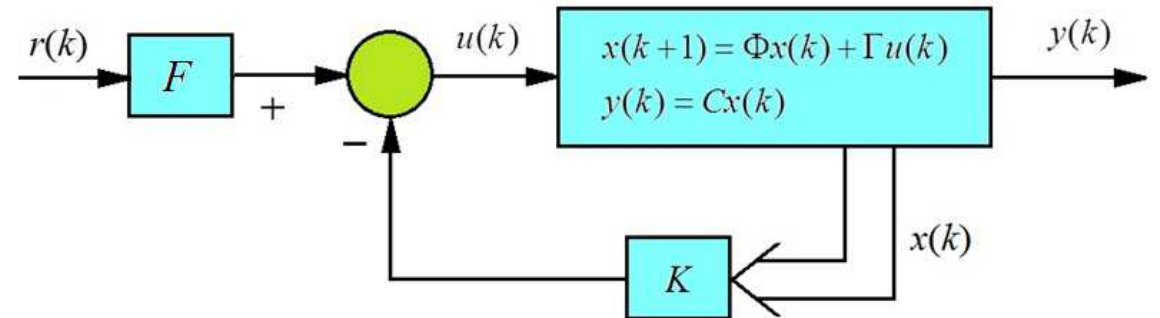 r(k)
F
+
−
u(k)
x(k+1) = Φx(k)+Γu(k)
y(k) = Cx(k)
y(k)
x(k)
K